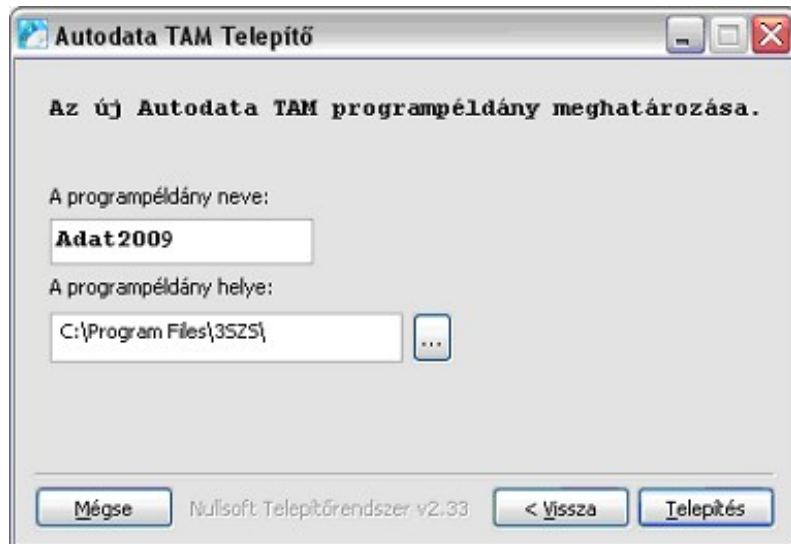 Autodata TAM Telepítő
Az új Autodata TAM programpéldány meghatározása.
A programpéldány neve:
Adat2009
A programpéldány helye:
C:\Program Files\3SZS\
...
Mégse
Nullsoft Telepítőrendszer v2.33
< Vissza
Telepítés